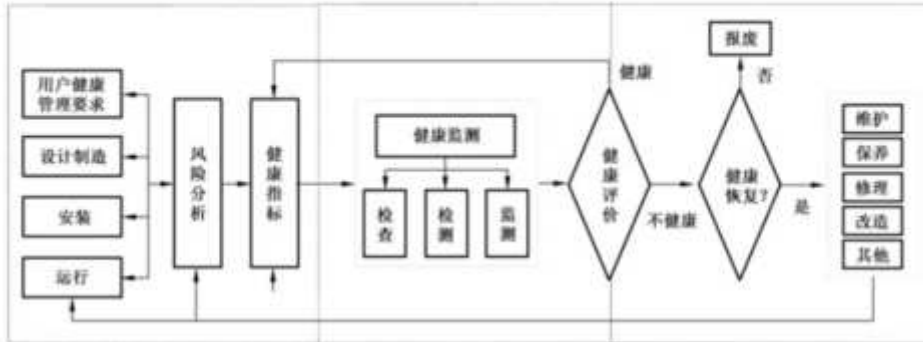 用户健康
管理要求
设计制造
安装
运行
风险分析
健康指标
健康监测
检查
检测
监测
健康评价
健康
不健康
健康
恢复？
报废
否
是
维护
保养
修理
改造
其他